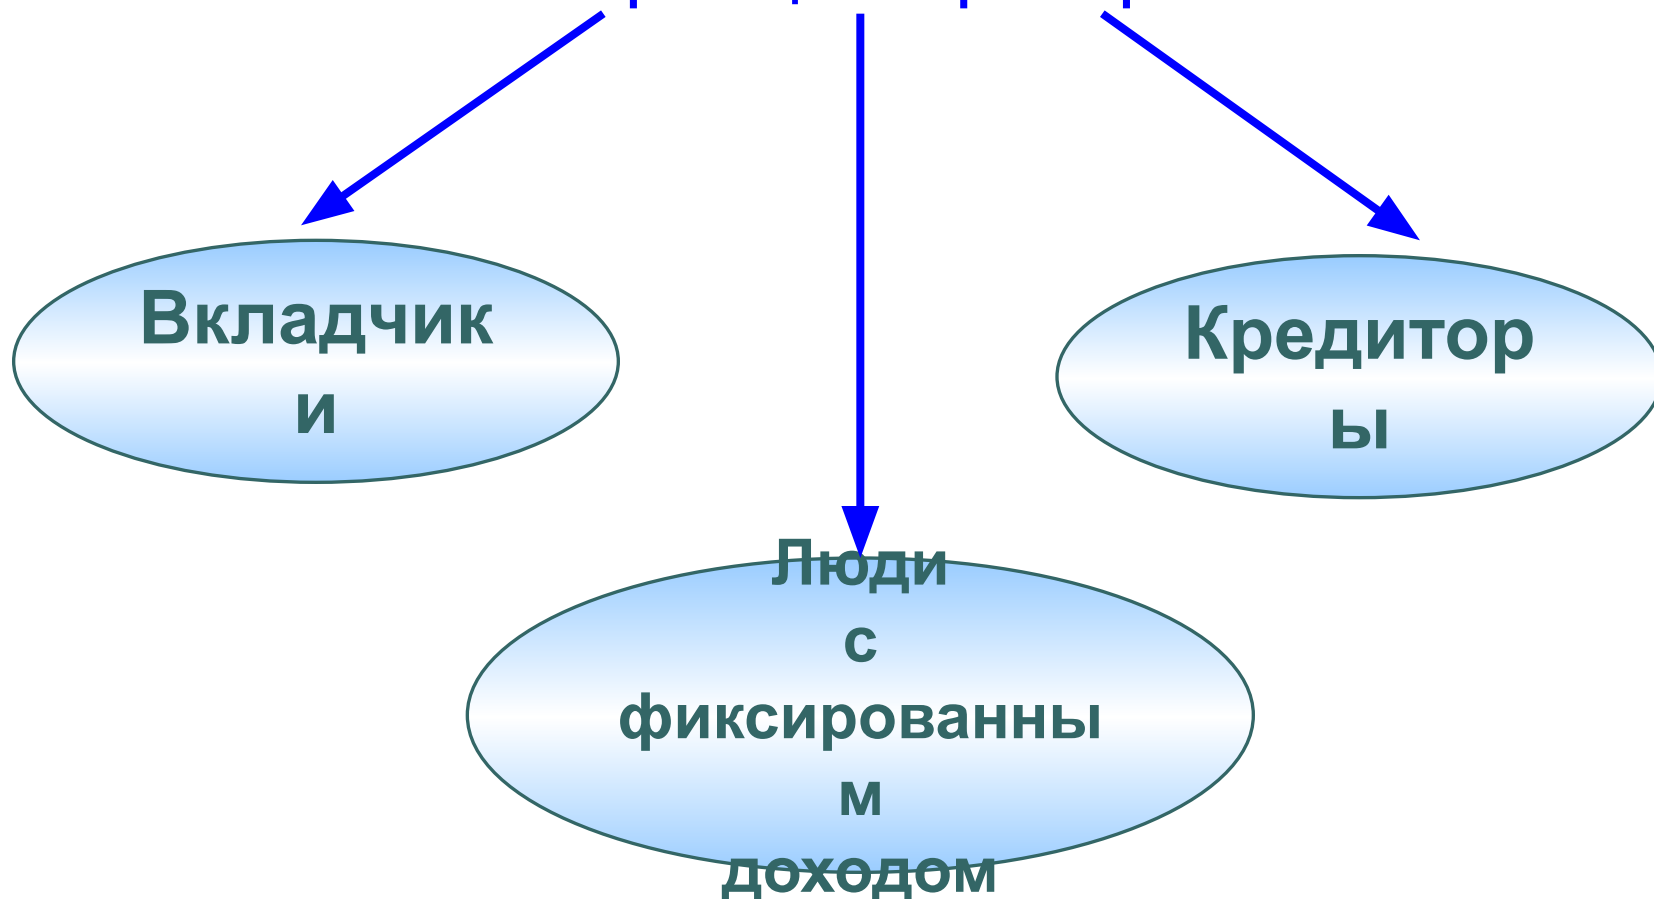 Вкладчик
и
Кредитор
ы
Люди
с
фиксированны
м
доходом